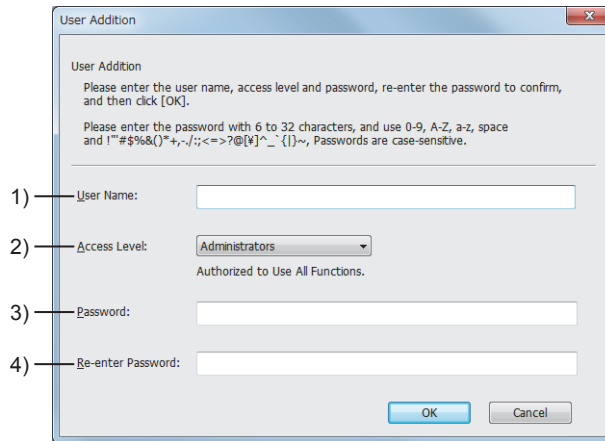 User Addition
User Addition
Please enter the user name, access level and password, re-enter the password to confirm,
and then click [OK].
Please enter the password with 6 to 32 characters, and use 0-9, A-Z, a-z, space
and !"'#$%&()*+,-./:;<=>?@[¥]^_`{|}~, Passwords are case-sensitive.
1) User Name:
2) Access Level: Administrators
Authorized to Use All Functions.
3) Password:
4) Re-enter Password:
OK Cancel